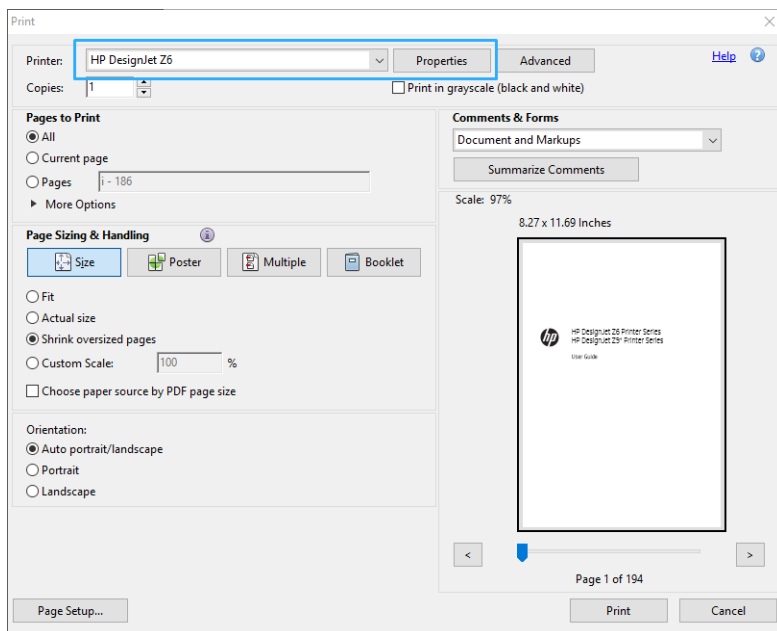 Print
Printer: HP DesignJet Z6 Properties Advanced Help ?
Copies: 1 Print in grayscale (black and white)
Pages to Print
All
Current page
Pages i - 186
More Options
Page Sizing & Handling i
Size Poster Multiple Booklet
Fit
Actual size
Shrink oversized pages
Custom Scale: 100 %
Choose paper source by PDF page size
Orientation:
Auto portrait/landscape
Portrait
Landscape
Comments & Forms
Document and Markups
Summarize Comments
Scale: 97%
8.27 x 11.69 Inches
hp
HP DesignJet Z6 Printer Series
HP DesignJet Z9⁺ Printer Series
User Guide
< >
Page 1 of 194
Page Setup... Print Cancel